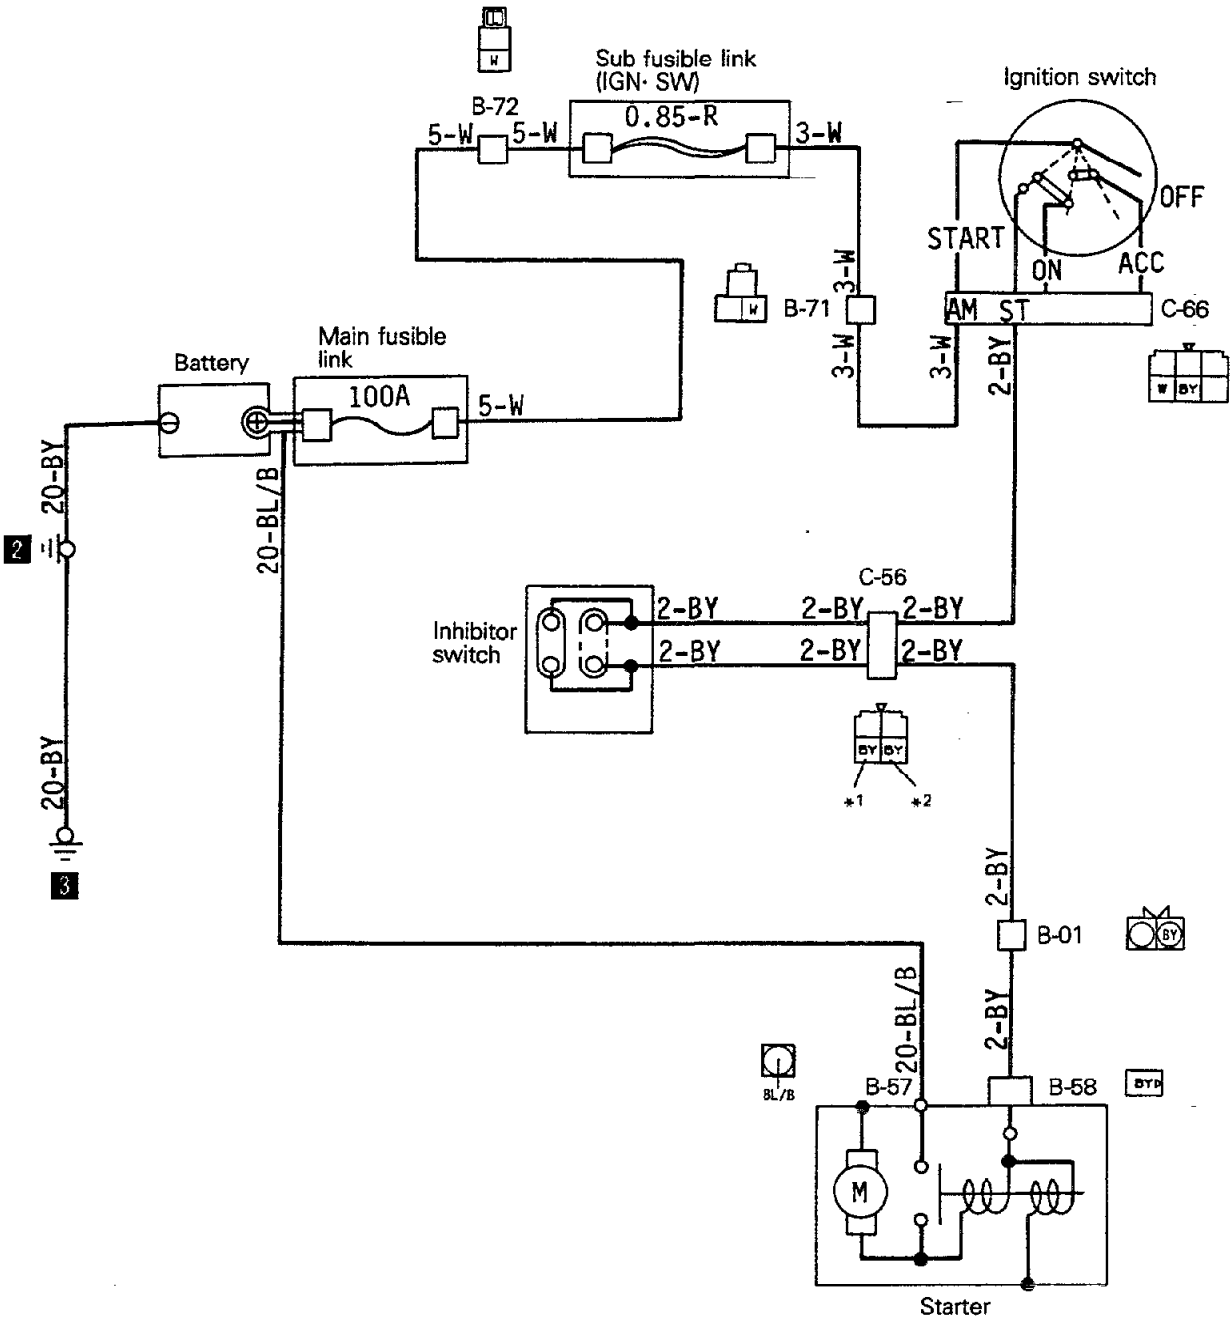 W
Sub fusible link
(IGN· SW)
B-72
5-W
5-W
0.85-R
3-W
Ignition switch
OFF
START
ON
ACC
3-W
W
B-71
AM
ST
C-66
3-W
3-W
2-BY
W
BY
Main fusible
link
Battery
100A
5-W
20-BY
20-BL/B
2
C-56
2-BY
2-BY
2-BY
Inhibitor
switch
2-BY
2-BY
2-BY
BY
BY
*1
*2
20-BY
3
2-BY
B-01
BY
20-BL/B
2-BY
BL/B
B-57
B-58
BYD
M
Starter